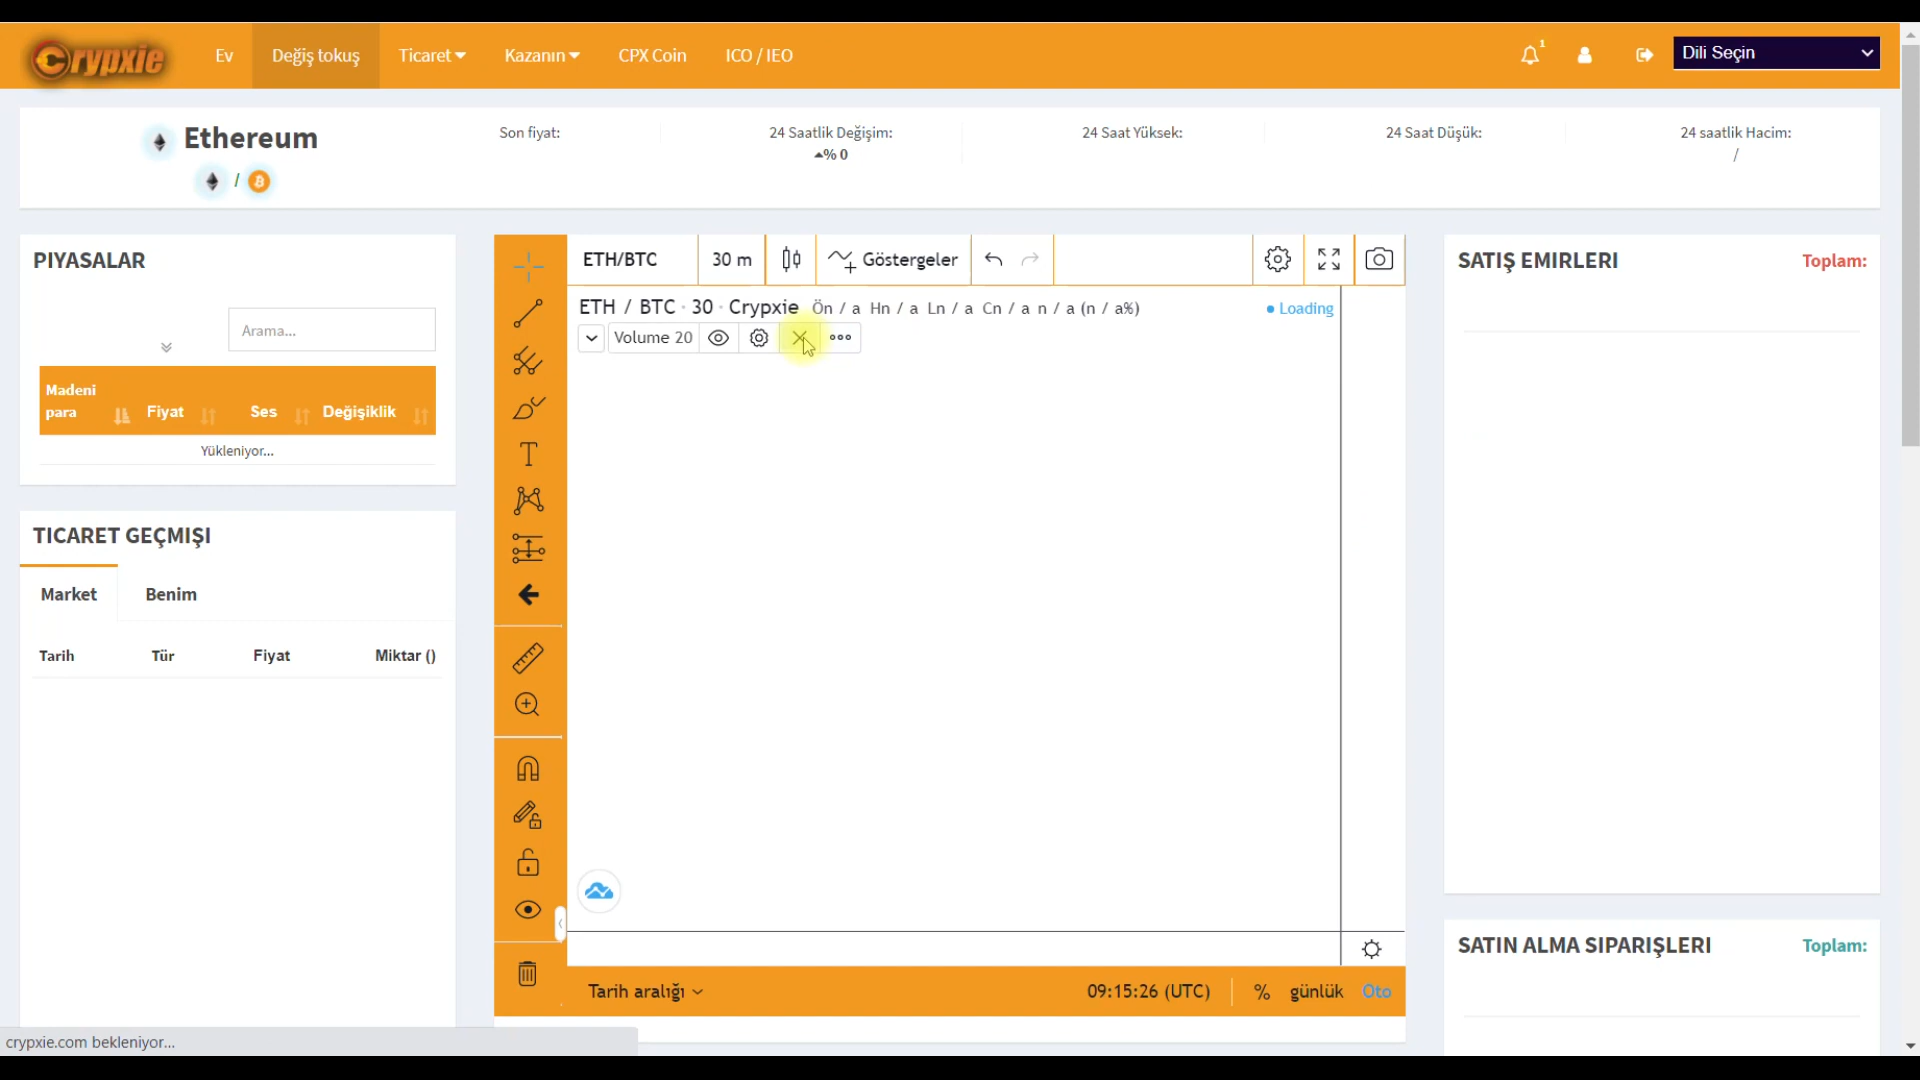 Crypxie
Ev
Değiş tokuş
Ticaret
Kazanın
CPX Coin
ICO / IEO
1
Dili Seçin
Ethereum
/
Son fiyat:
24 Saatlik Değişim:
% 0
24 Saat Yüksek:
24 Saat Düşük:
24 saatlik Hacim:
/
PIYASALAR
Arama...
Madeni para
Fiyat
Ses
Değişiklik
Yükleniyor...
TICARET GEÇMIŞI
Market
Benim
Tarih
Tür
Fiyat
Miktar ()
ETH/BTC
30 m
Göstergeler
ETH / BTC · 30 · Crypxie Ön / a Hn / a Ln / a Cn / a n / a (n / a%)
Loading
Volume 20
Tarih aralığı
09:15:26 (UTC)
%
günlük
Oto
SATIŞ EMIRLERI
Toplam:
SATIN ALMA SIPARIŞLERI
Toplam:
crypxie.com bekleniyor...